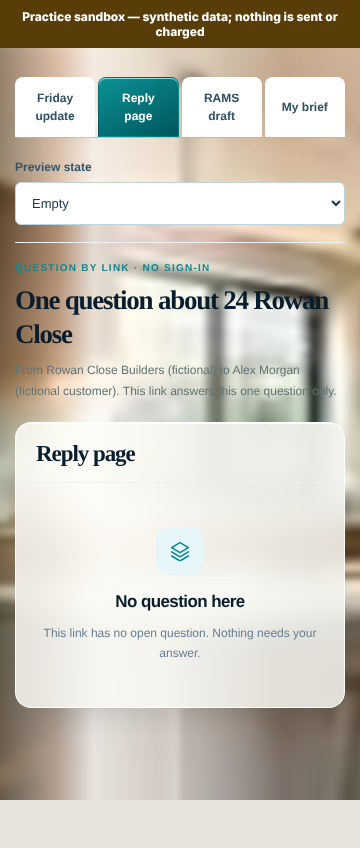 Practice sandbox — synthetic data; nothing is sent or
charged
Friday
update
Reply
page
RAMS
draft
My brief
Preview state
Empty
QUESTION BY LINK · NO SIGN-IN
One question about 24 Rowan
Close
From Rowan Close Builders (fictional) to Alex Morgan
(fictional customer). This link answers this one question only.
Reply page
No question here
This link has no open question. Nothing needs your
answer.